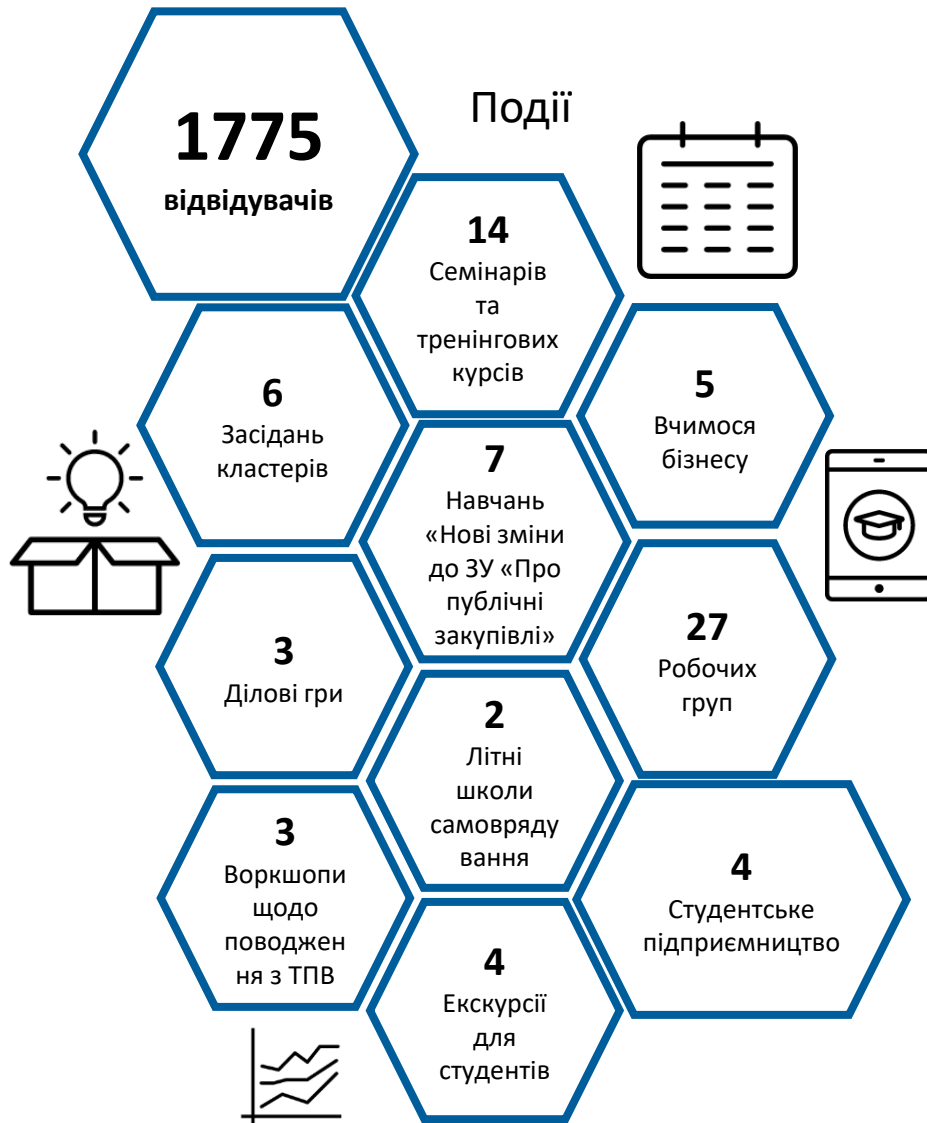 Події
1775
відвідувачів
14
Семінарів
та
тренінгових
курсів
6
Засідань
кластерів
5
Вчимося
бізнесу
7
Навчань
«Нові зміни
до ЗУ «Про
публічні
закупівлі»
3
Ділові гри
27
Робочих
груп
2
Літні
школи
самовряду
вання
3
Воркшопи
щодо
поводжен
ня з ТПВ
4
Студентське
підприємництво
4
Екскурсії
для
студентів